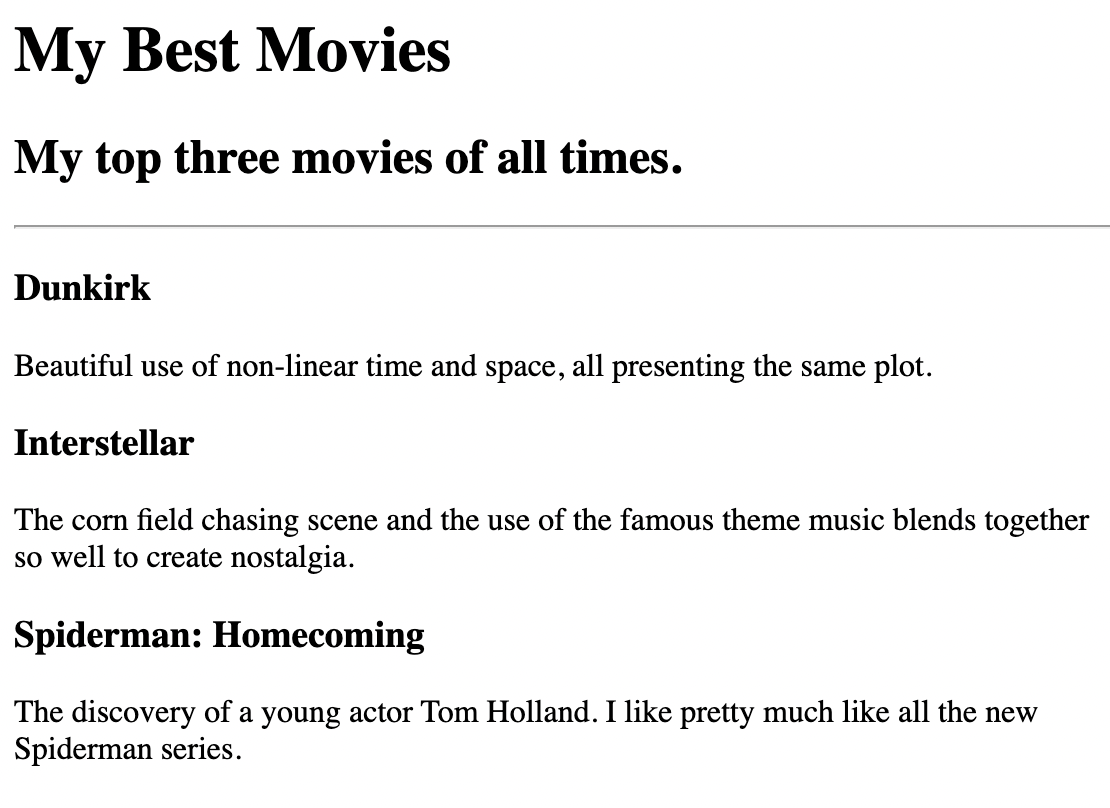 My Best Movies
My top three movies of all times.
Dunkirk
Beautiful use of non-linear time and space, all presenting the same plot.
Interstellar
The corn field chasing scene and the use of the famous theme music blends together
so well to create nostalgia.
Spiderman: Homecoming
The discovery of a young actor Tom Holland. I like pretty much like all the new
Spiderman series.